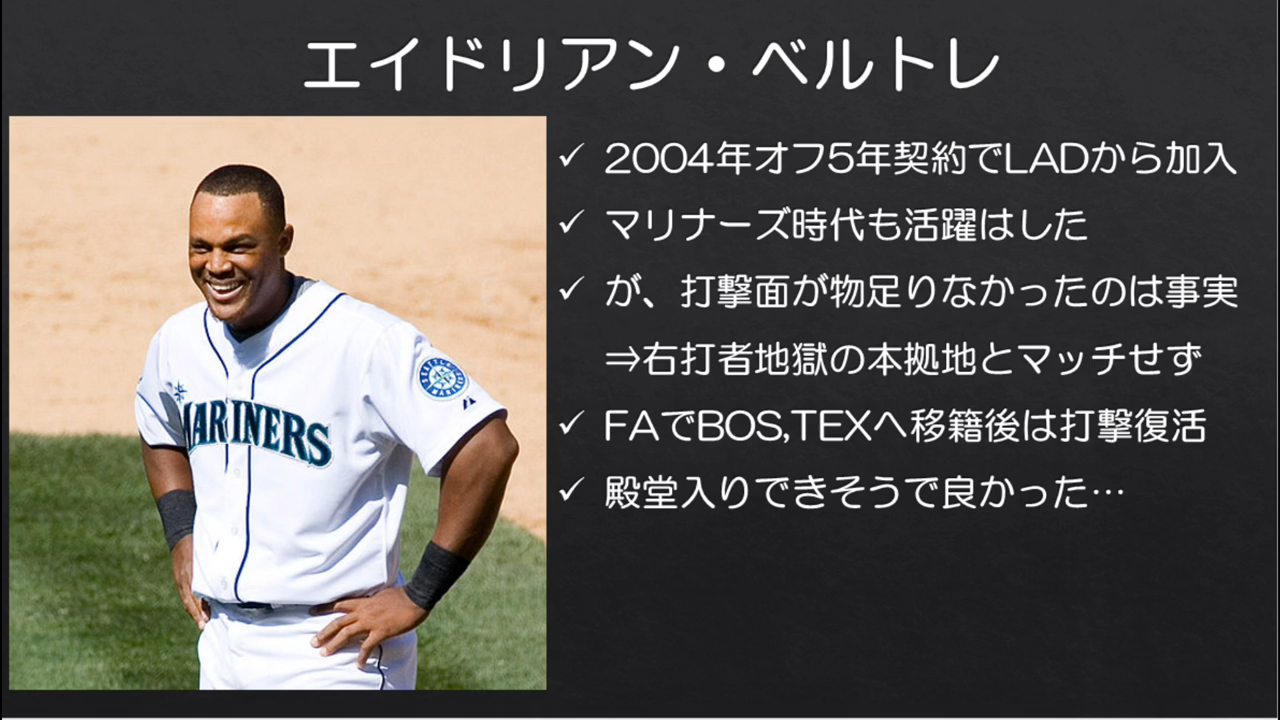 エイドリアン・ベルトレ
✓ 2004年オフ5年契約でLADから加入
✓ マリナーズ時代も活躍はした
✓ が、打撃面が物足りなかったのは事実
⇒右打者地獄の本拠地とマッチせず
✓ FAでBOS,TEXへ移籍後は打撃復活
✓ 殿堂入りできそうで良かった…
MARINERS
SEATTLE
MARINERS